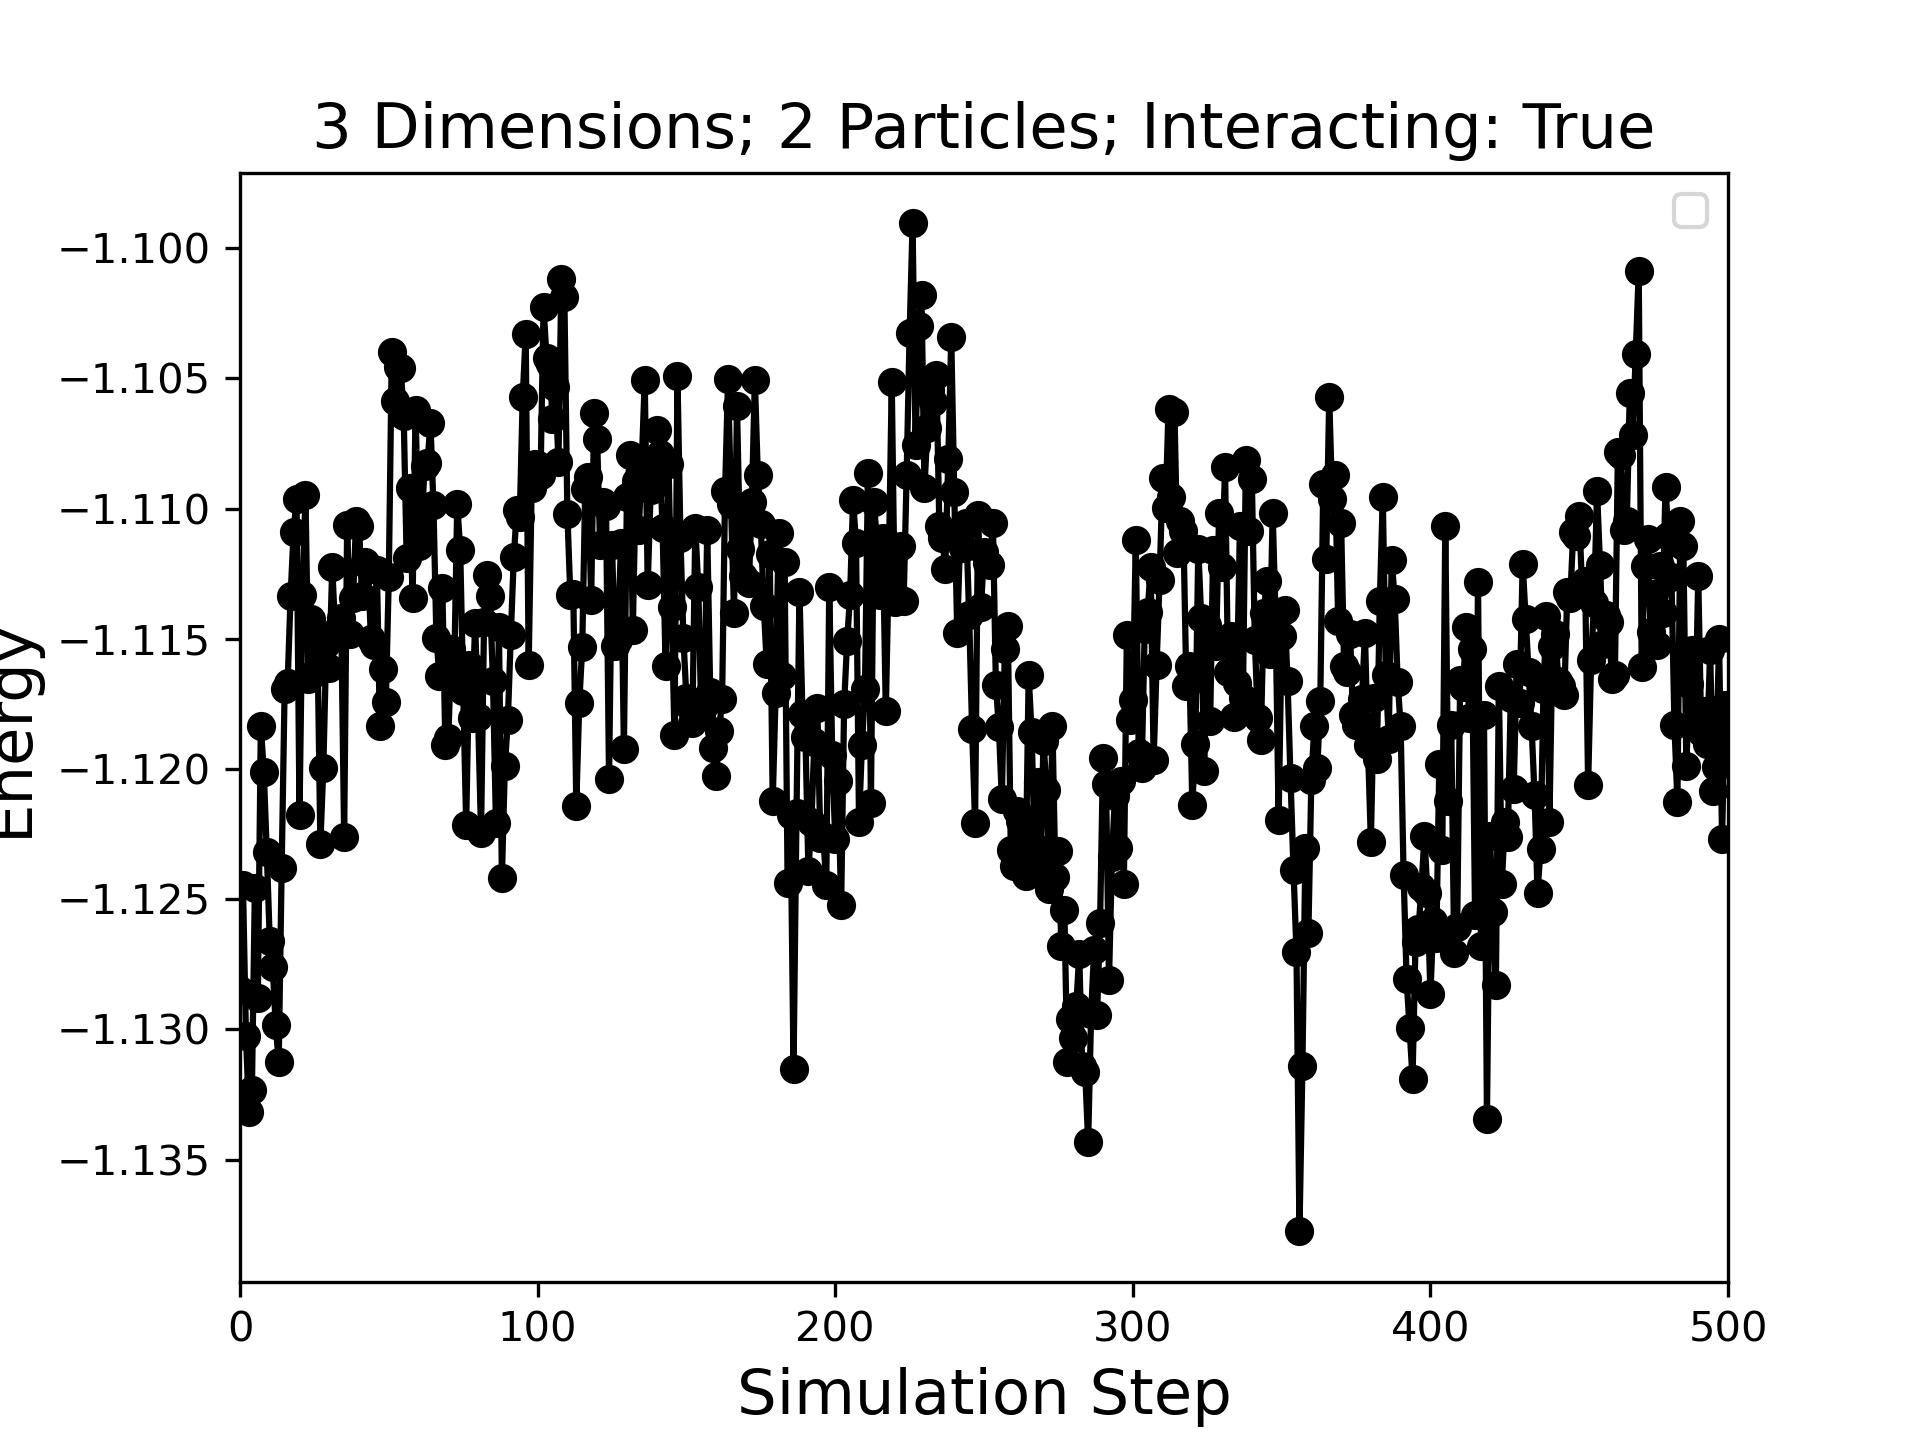 3 Dimensions; 2 Particles; Interacting: True
−1.100
−1.105
−1.110
−1.115
−1.120
−1.125
−1.130
−1.135
Energy
0 100 200 300 400 500
Simulation Step